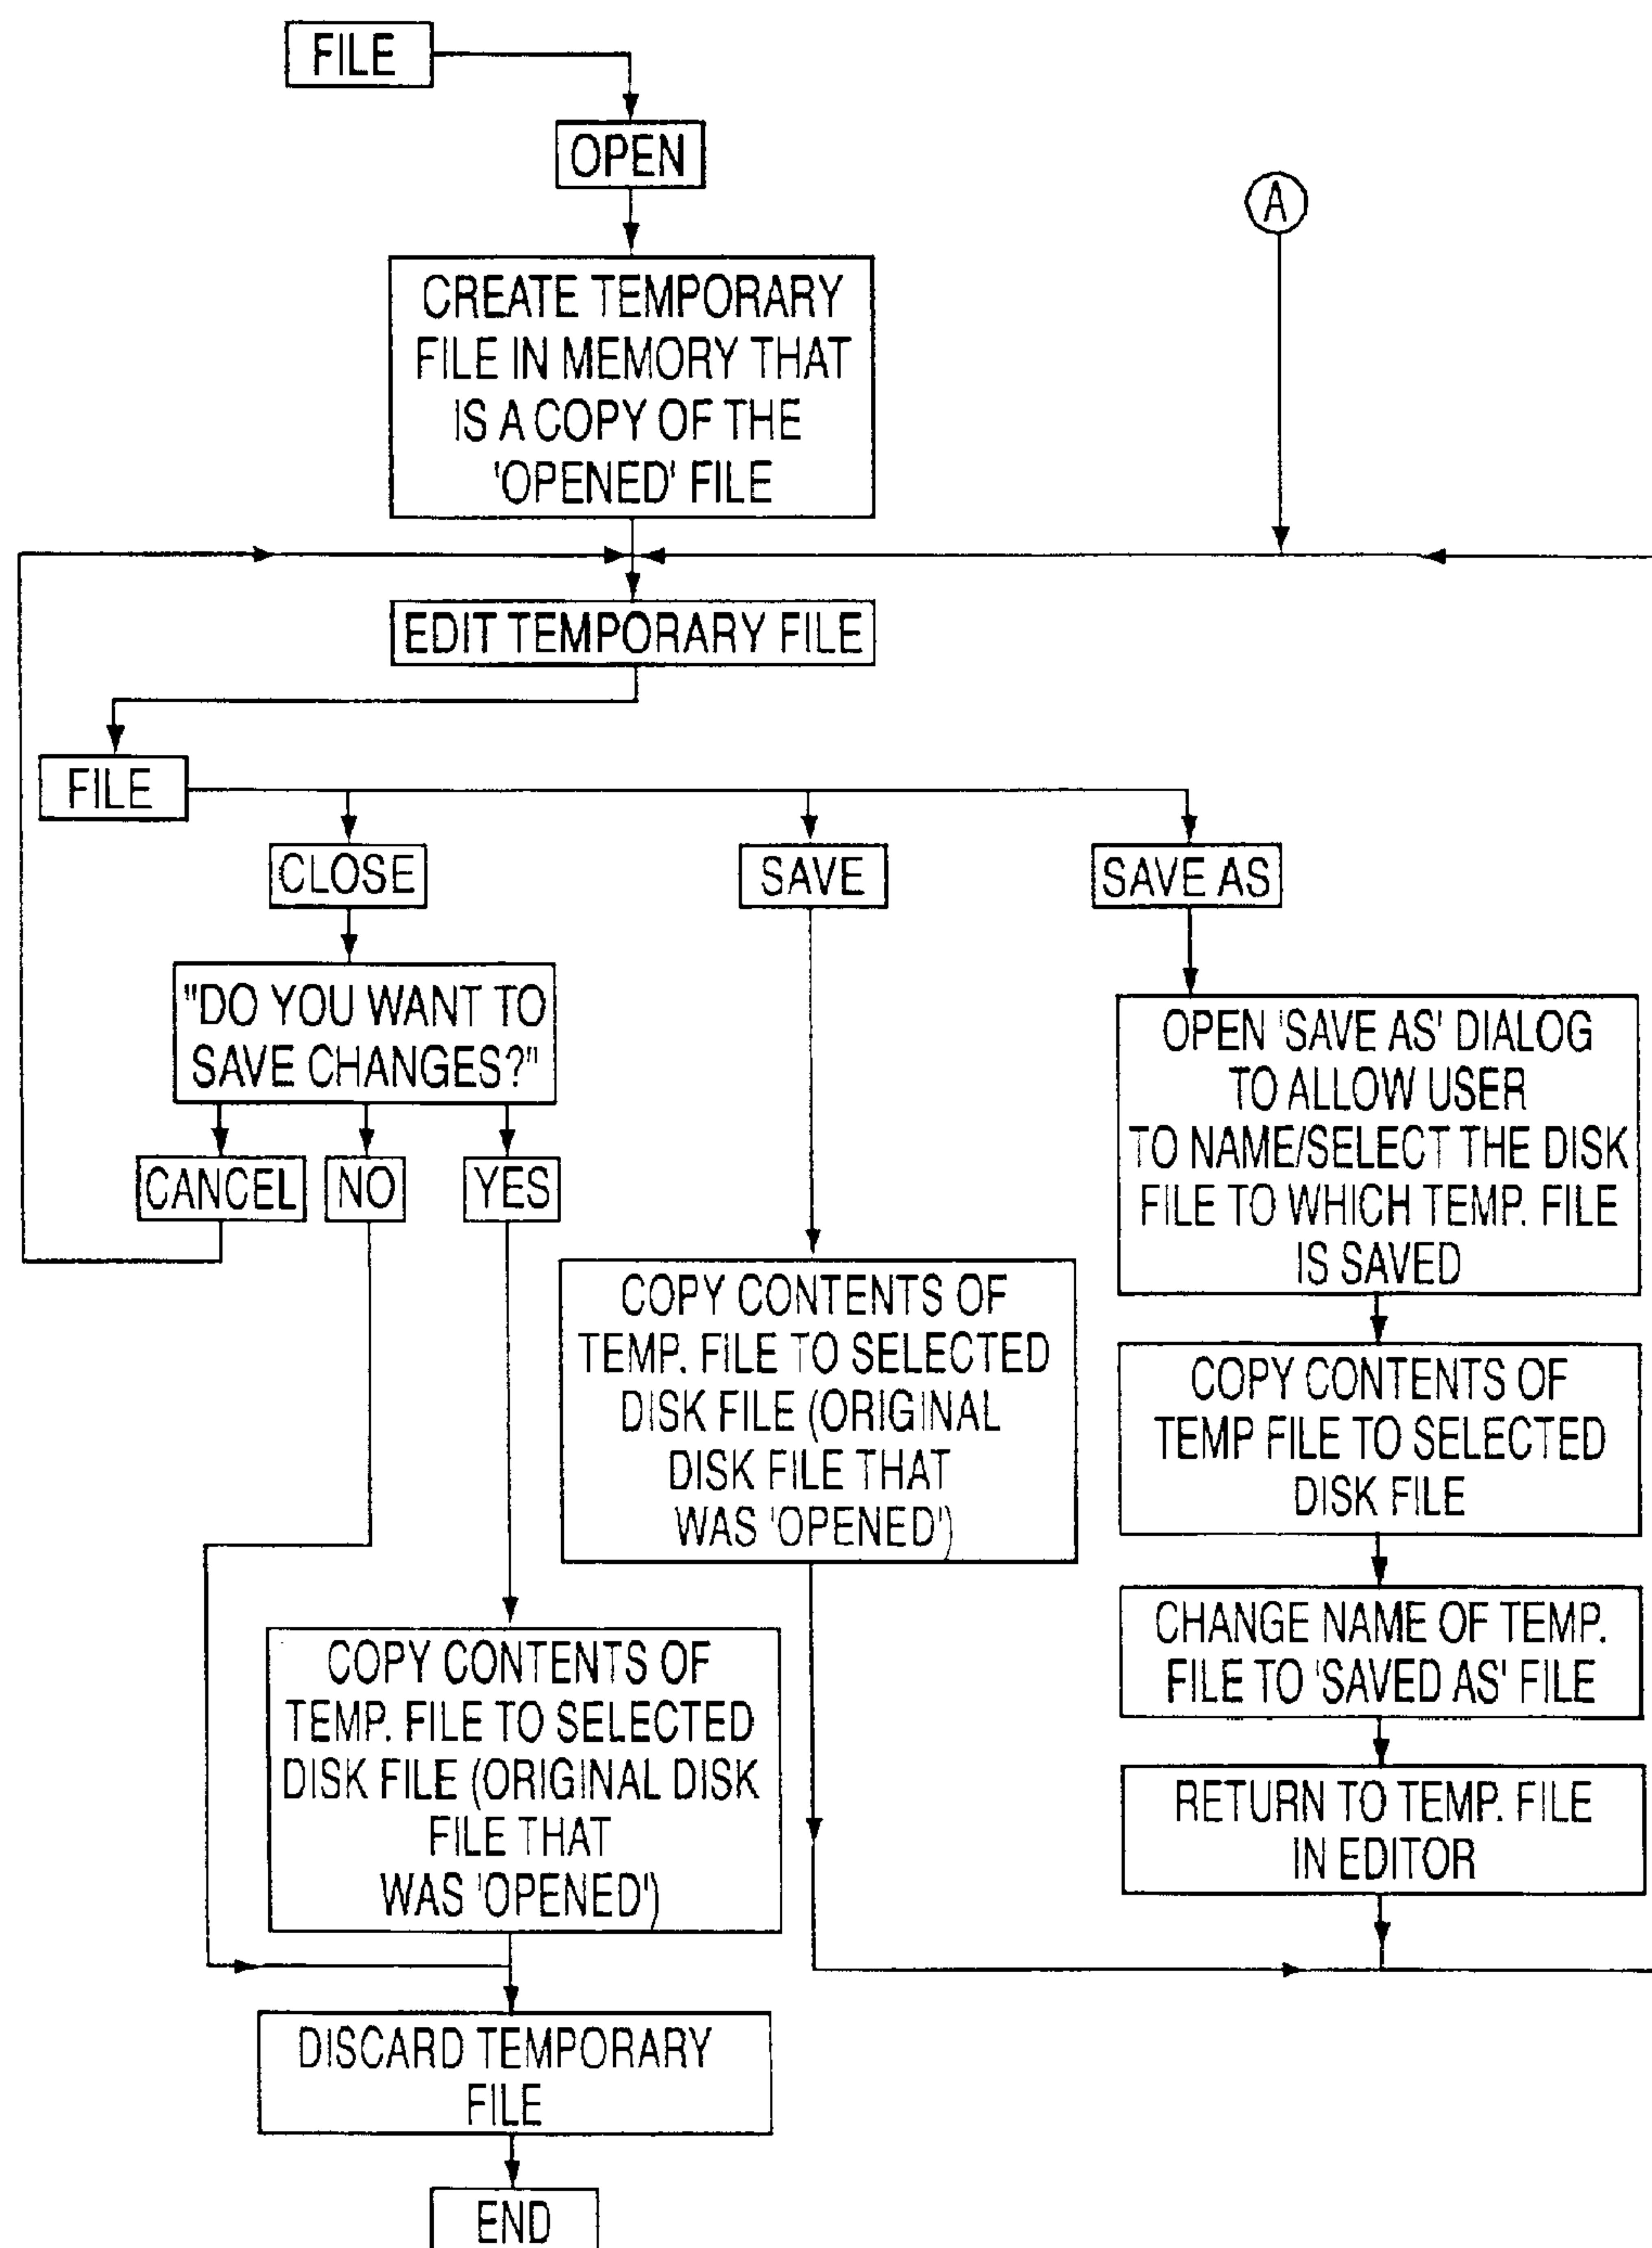 FILE
OPEN
A
CREATE TEMPORARY
FILE IN MEMORY THAT
IS A COPY OF THE
'OPENED' FILE
EDIT TEMPORARY FILE
FILE
CLOSE
SAVE
SAVE AS
"DO YOU WANT TO
SAVE CHANGES?"
CANCEL
NO
YES
OPEN 'SAVE AS' DIALOG
TO ALLOW USER
TO NAME/SELECT THE DISK
FILE TO WHICH TEMP. FILE
IS SAVED
COPY CONTENTS OF
TEMP. FILE TO SELECTED
DISK FILE (ORIGINAL
DISK FILE THAT
WAS 'OPENED')
COPY CONTENTS OF
TEMP FILE TO SELECTED
DISK FILE
CHANGE NAME OF TEMP.
FILE TO 'SAVED AS' FILE
COPY CONTENTS OF
TEMP. FILE TO SELECTED
DISK FILE (ORIGINAL DISK
FILE THAT
WAS 'OPENED')
RETURN TO TEMP. FILE
IN EDITOR
DISCARD TEMPORARY
FILE
END